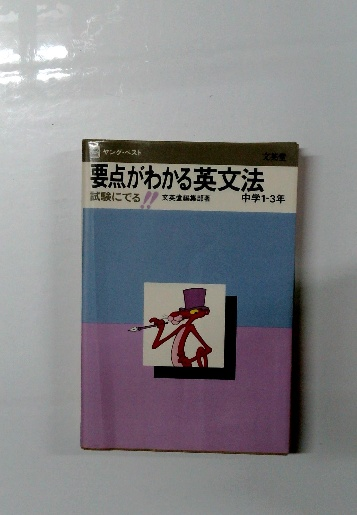 ヤング・ベスト
文英堂
要点がわかる英文法
試験にでる!!
文英堂編集部著
中学1-3年